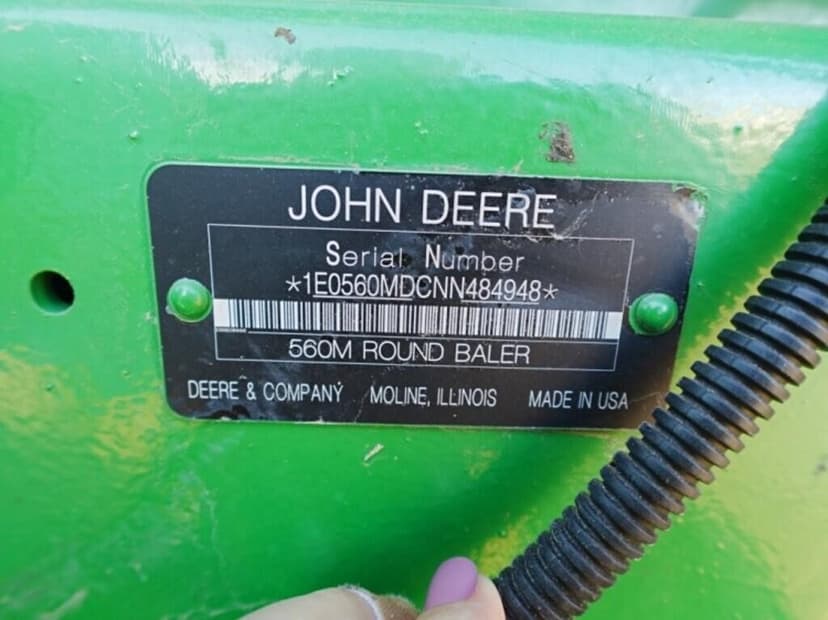 JOHN DEERE
Serial Number
*1E0560MDCNN484948*
560M ROUND BALER
DEERE & COMPANY MOLINE, ILLINOIS MADE IN USA